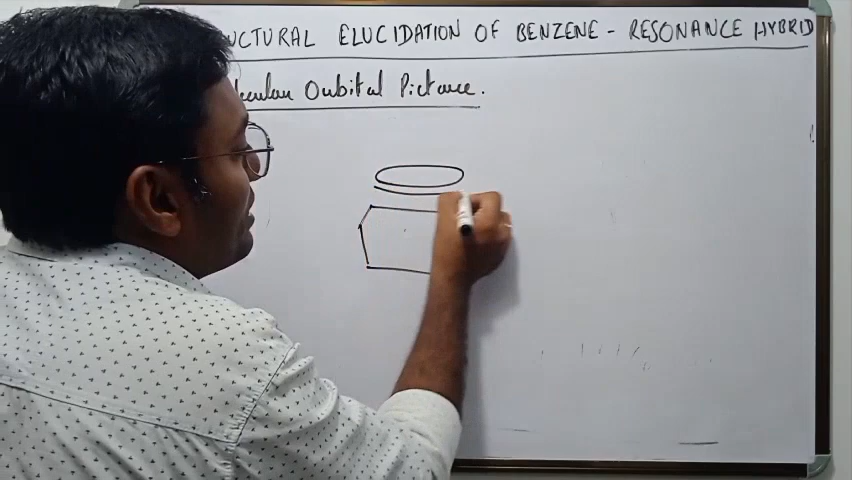 UCTURAL ELUCIDATION OF BENZENE - RESONANCE HYBRID
Orbital Picture.